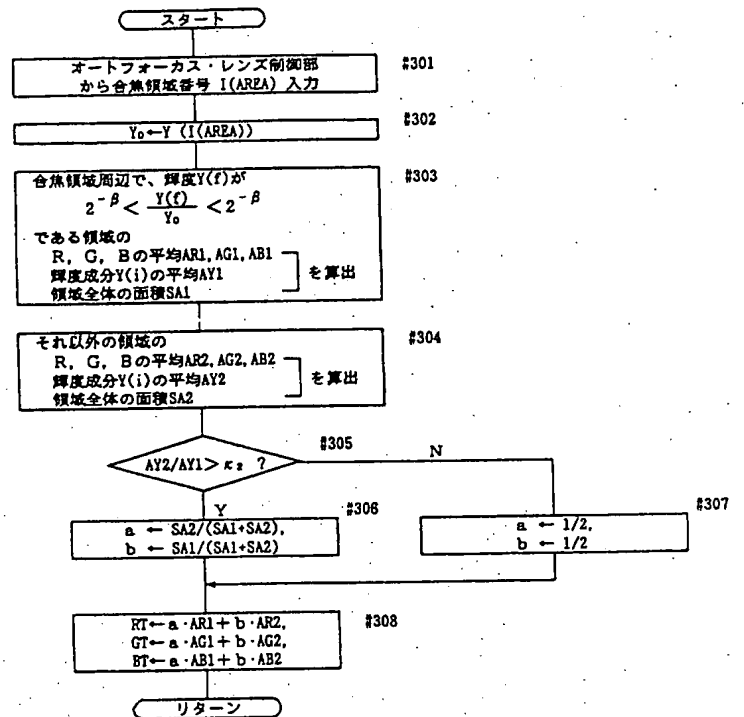 スタート
オートフォーカス・レンズ制御部 #301
から合焦領域番号 I(AREA) 入力
Y₀←Y (I(AREA)) #302
合焦領域周辺で、輝度Y(f)が #303
2^-β < Y(f)/Y₀ < 2^-β
である領域の
R, G, Bの平均AR1, AG1, AB1
輝度成分Y(i)の平均AY1 を算出
領域全体の面積SA1
それ以外の領域の #304
R, G, Bの平均AR2, AG2, AB2
輝度成分Y(i)の平均AY2 を算出
領域全体の面積SA2
AY2/AY1>κ₂ ? #305
N
Y
a ← SA2/(SA1+SA2), #306
b ← SA1/(SA1+SA2)
a ← 1/2, #307
b ← 1/2
RT←a・AR1+b・AR2, #308
GT←a・AG1+b・AG2,
BT←a・AB1+b・AB2
リターン